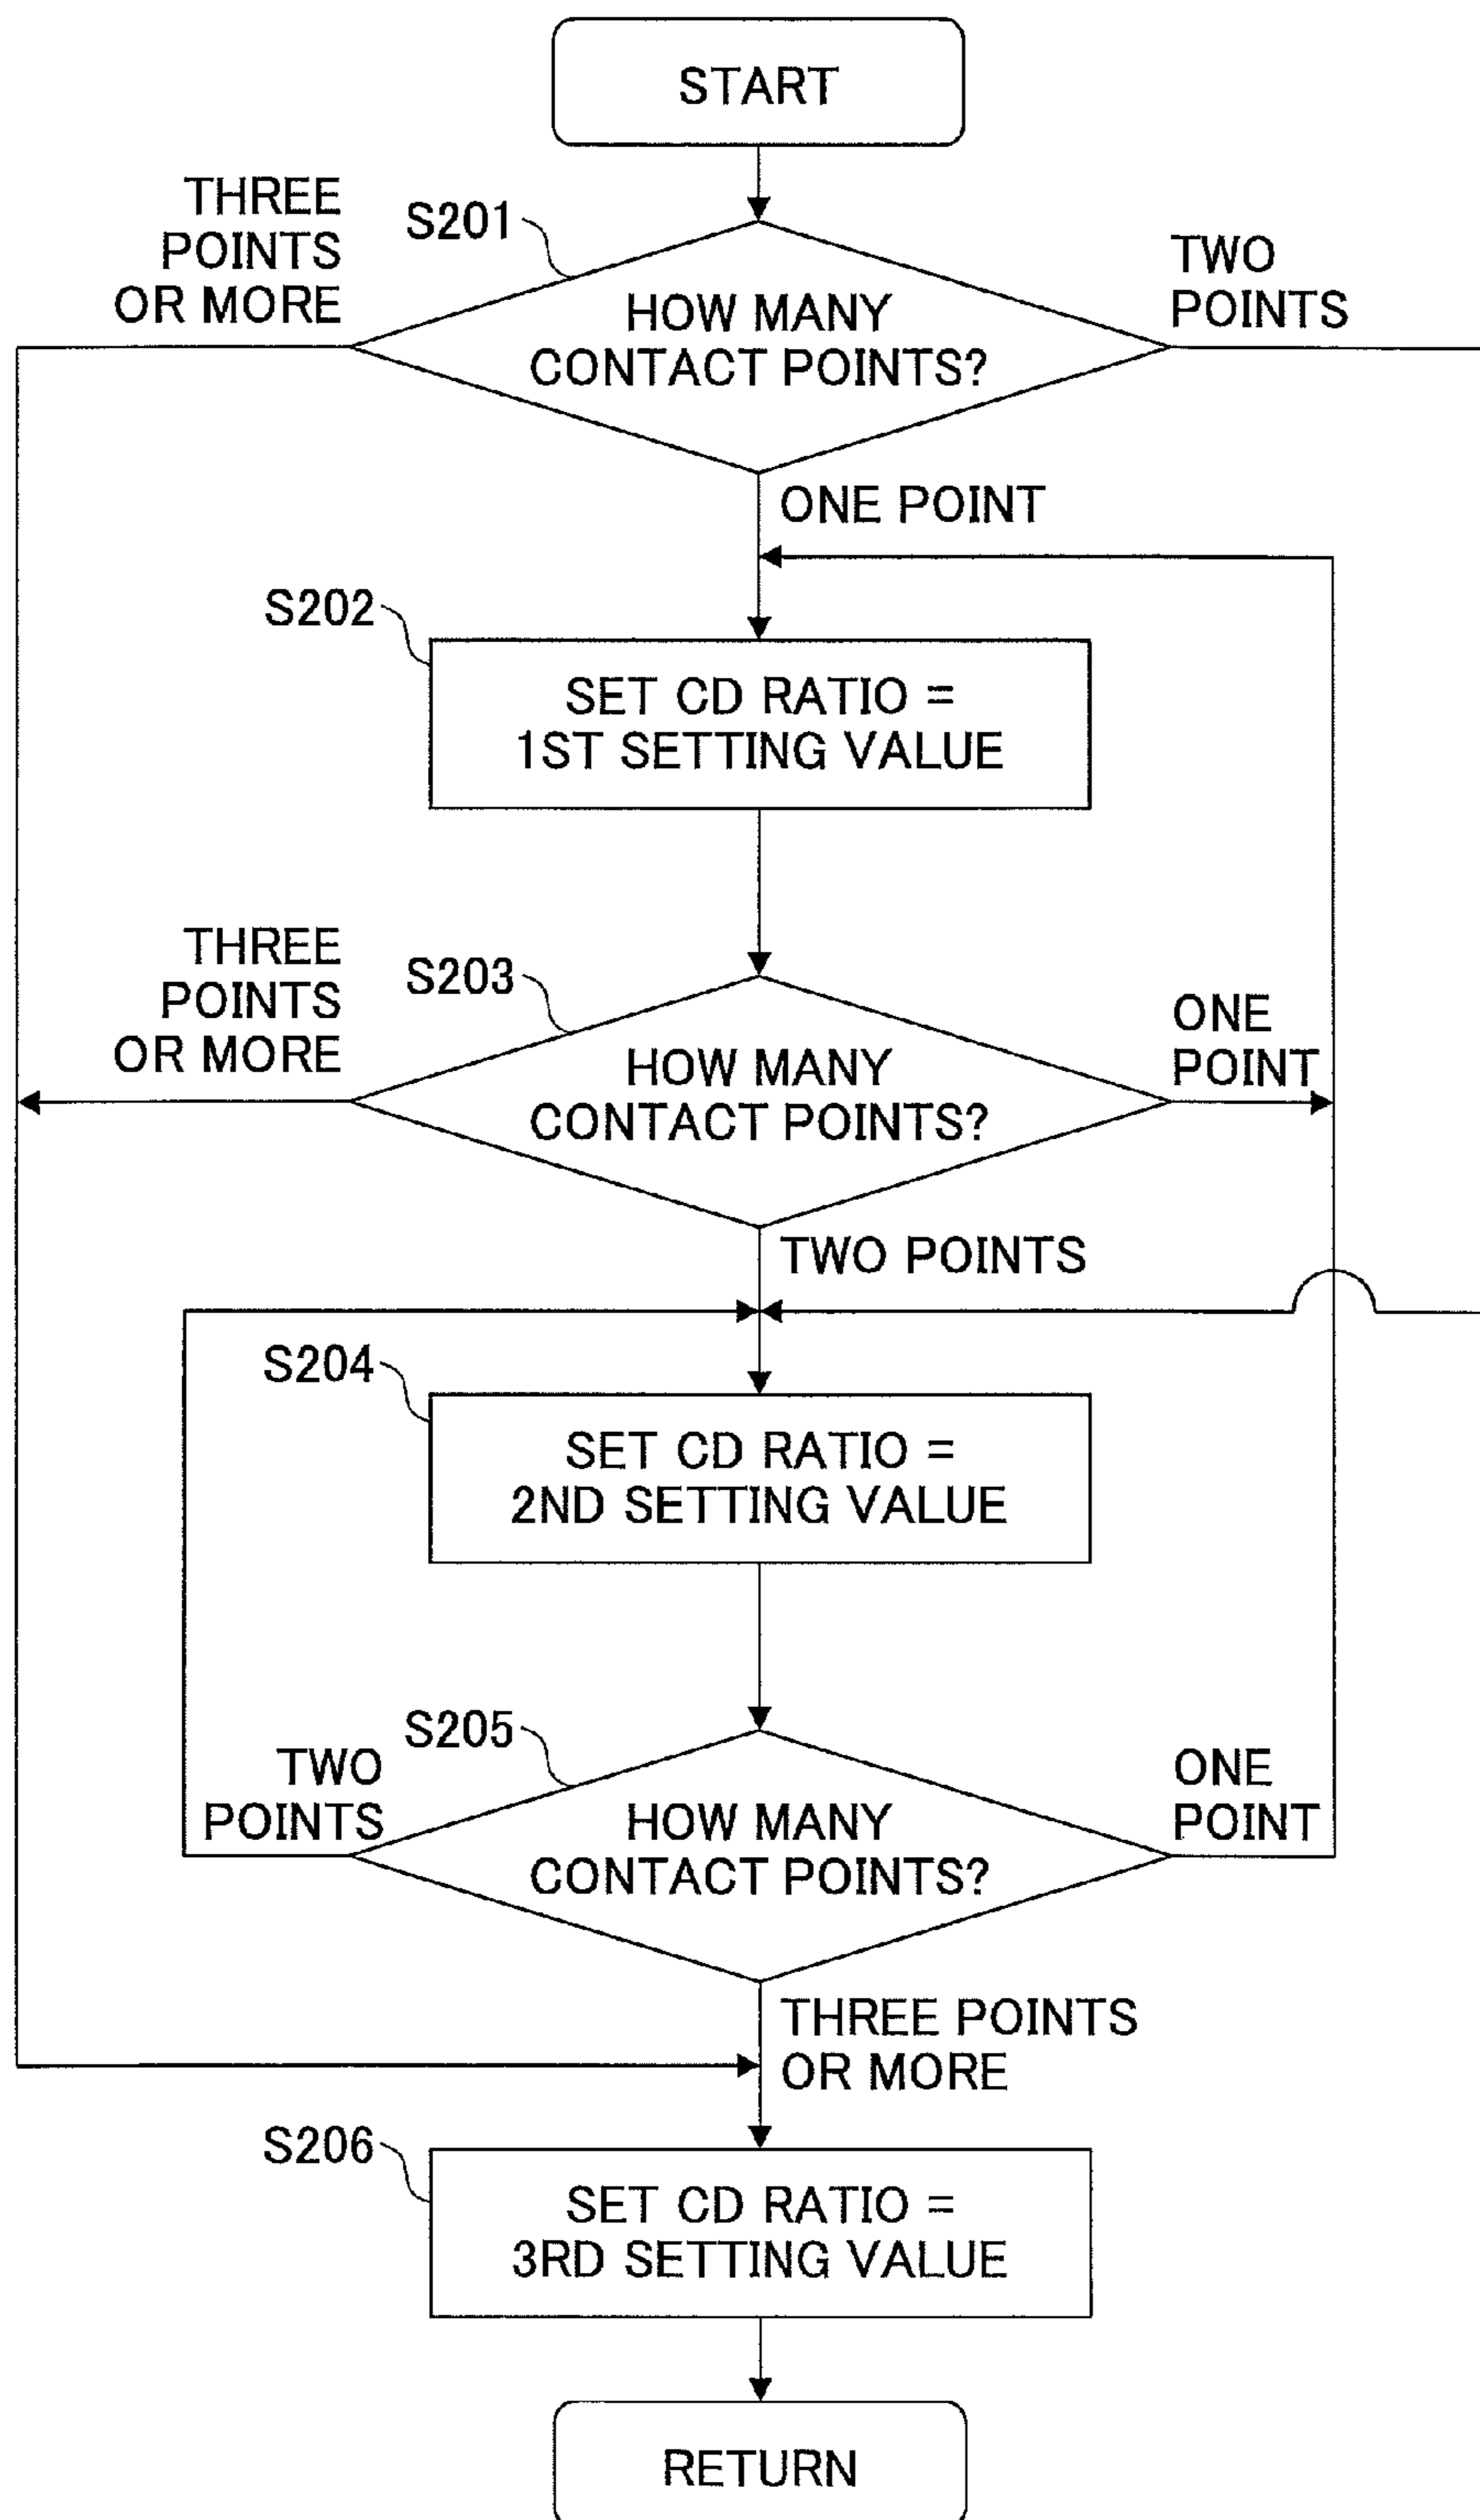 START
THREE
POINTS
OR MORE
S201
TWO
POINTS
HOW MANY
CONTACT POINTS?
ONE POINT
S202
SET CD RATIO =
1ST SETTING VALUE
THREE
POINTS
OR MORE
S203
ONE
POINT
HOW MANY
CONTACT POINTS?
TWO POINTS
S204
SET CD RATIO =
2ND SETTING VALUE
S205
TWO
POINTS
ONE
POINT
HOW MANY
CONTACT POINTS?
THREE POINTS
OR MORE
S206
SET CD RATIO =
3RD SETTING VALUE
RETURN